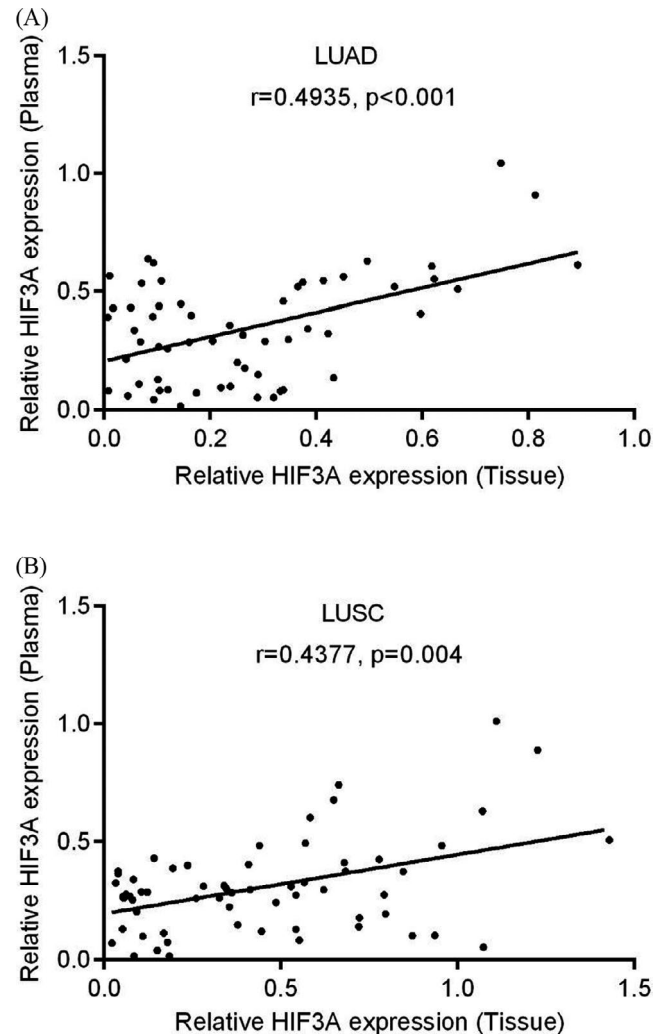 (A)
LUAD
r=0.4935, p<0.001
Relative HIF3A expression (Plasma)
1.5
1.0
0.5
0.0
0.0 0.2 0.4 0.6 0.8 1.0
Relative HIF3A expression (Tissue)
(B)
LUSC
r=0.4377, p=0.004
Relative HIF3A expression (Plasma)
1.5
1.0
0.5
0.0
0.0 0.5 1.0 1.5
Relative HIF3A expression (Tissue)